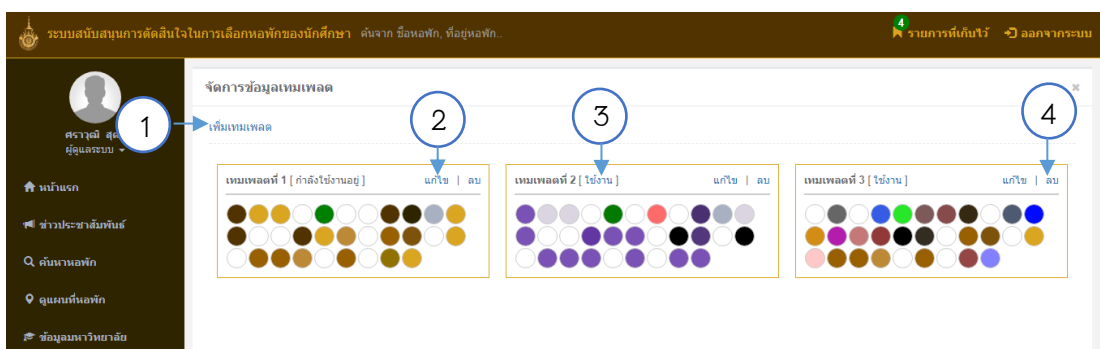 ระบบสนับสนุนการตัดสินใจในการเลือกหอพักของนักศึกษา ค้นจาก ชื่อหอพัก, ที่อยู่หอพัก.. 4 รายการที่เก็บไว้ ออกจากระบบ
จัดการข้อมูลเทมเพลต ×
1 2 3 4
เพิ่มเทมเพลต
ศราวุฒิ
ผู้ดูแลระบบ
เทมเพลตที่ 1 [ กำลังใช้งานอยู่ ] แก้ไข | ลบ เทมเพลตที่ 2 [ ใช้งาน ] แก้ไข | ลบ เทมเพลตที่ 3 [ ใช้งาน ] แก้ไข | ลบ
หน้าแรก
ข่าวประชาสัมพันธ์
ค้นหาหอพัก
ดูแผนที่หอพัก
ข้อมูลมหาวิทยาลัย